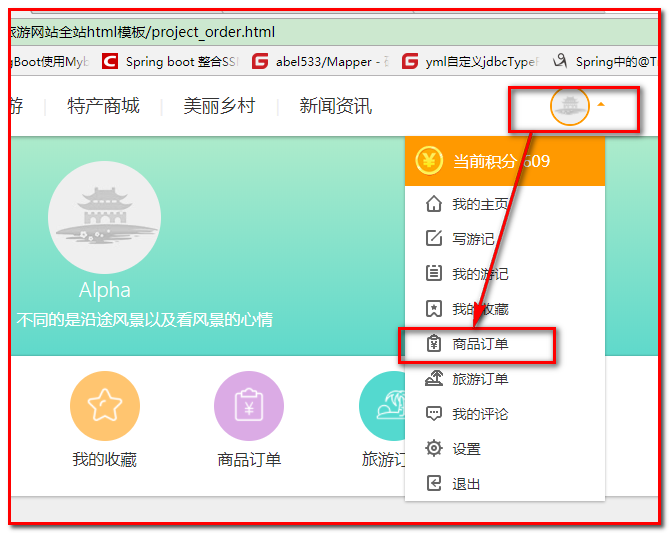 旅游网站全站html模板/project_order.html
gBoot使用Myb
Spring boot 整合SS
abel533/Mapper -
yml自定义jdbcType
Spring中的@T
游
特产商城
美丽乡村
新闻资讯
当前积分 609
我的主页
写游记
我的游记
我的收藏
商品订单
旅游订单
我的评论
设置
退出
Alpha
不同的是沿途风景以及看风景的心情
我的收藏
商品订单
旅游订